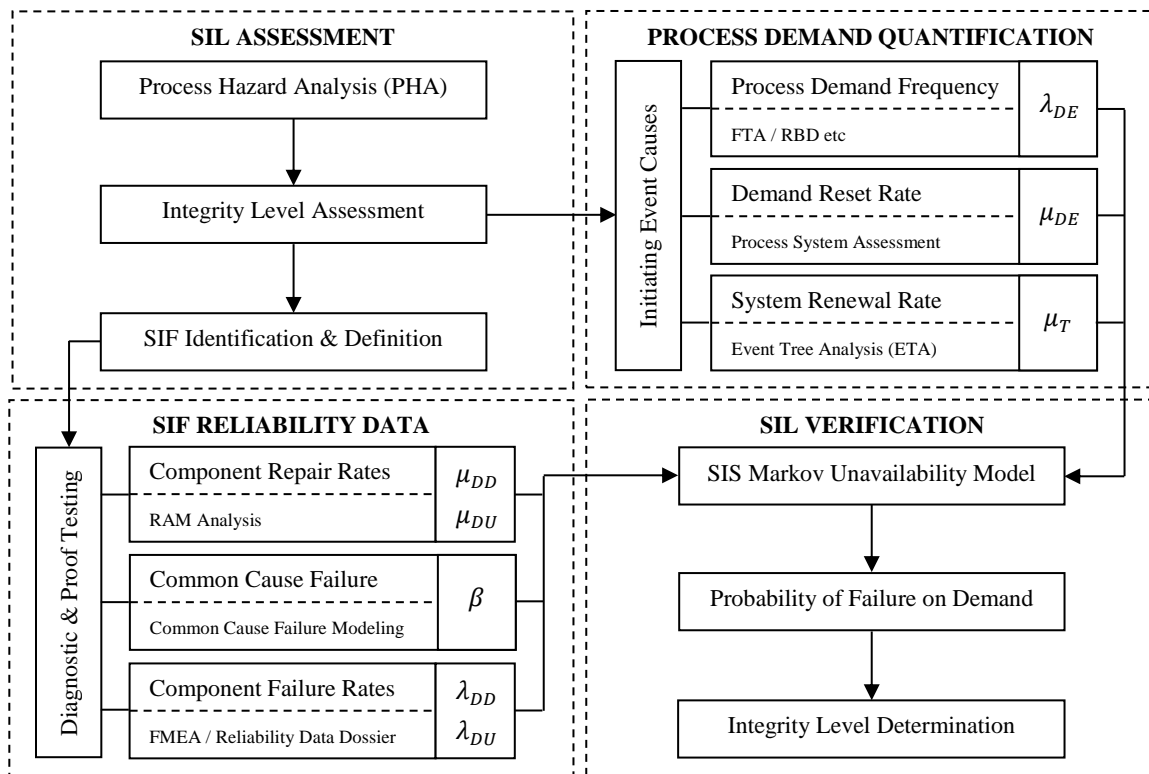 SIL ASSESSMENT
Process Hazard Analysis (PHA)
Integrity Level Assessment
SIF Identification & Definition
PROCESS DEMAND QUANTIFICATION
Initiating Event Causes
Process Demand Frequency
FTA / RBD etc
λDE
Demand Reset Rate
Process System Assessment
μDE
System Renewal Rate
Event Tree Analysis (ETA)
μT
SIF RELIABILITY DATA
Diagnostic & Proof Testing
Component Repair Rates
RAM Analysis
μDD
μDU
Common Cause Failure
Common Cause Failure Modeling
β
Component Failure Rates
FMEA / Reliability Data Dossier
λDD
λDU
SIL VERIFICATION
SIS Markov Unavailability Model
Probability of Failure on Demand
Integrity Level Determination